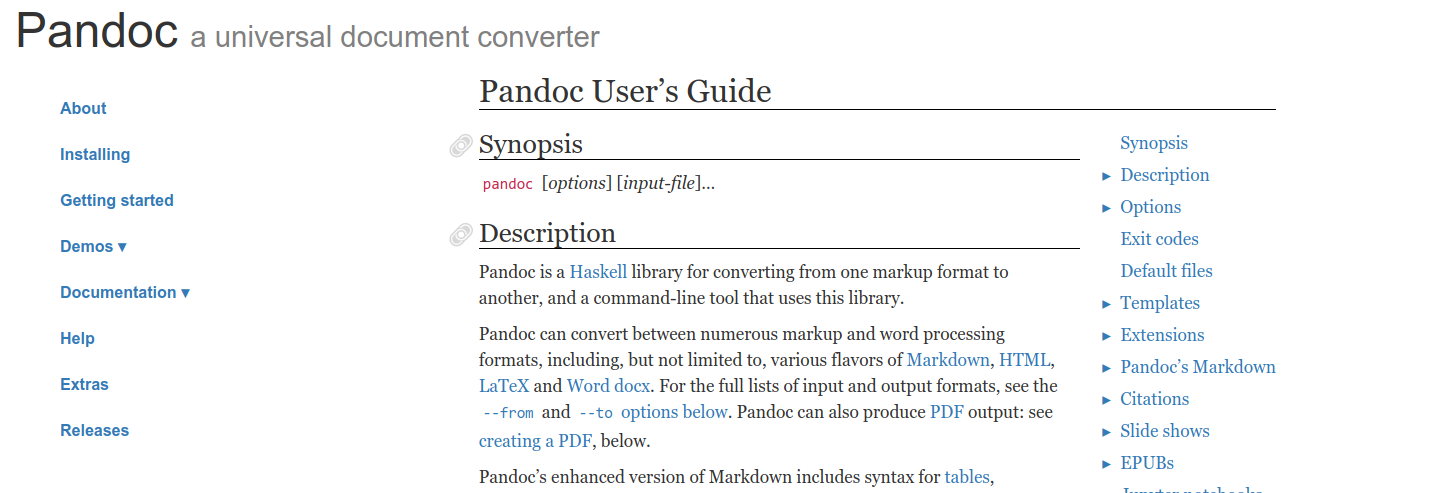 Pandoc a universal document converter
About
Installing
Getting started
Demos ▾
Documentation ▾
Help
Extras
Releases
Pandoc User’s Guide
Synopsis
pandoc [options] [input-file]…
Description
Pandoc is a Haskell library for converting from one markup format to
another, and a command-line tool that uses this library.
Pandoc can convert between numerous markup and word processing
formats, including, but not limited to, various flavors of Markdown, HTML,
LaTeX and Word docx. For the full lists of input and output formats, see the
--from and --to options below. Pandoc can also produce PDF output: see
creating a PDF, below.
Pandoc’s enhanced version of Markdown includes syntax for tables,
Synopsis
▸ Description
▸ Options
Exit codes
Default files
▸ Templates
▸ Extensions
▸ Pandoc’s Markdown
▸ Citations
▸ Slide shows
▸ EPUBs